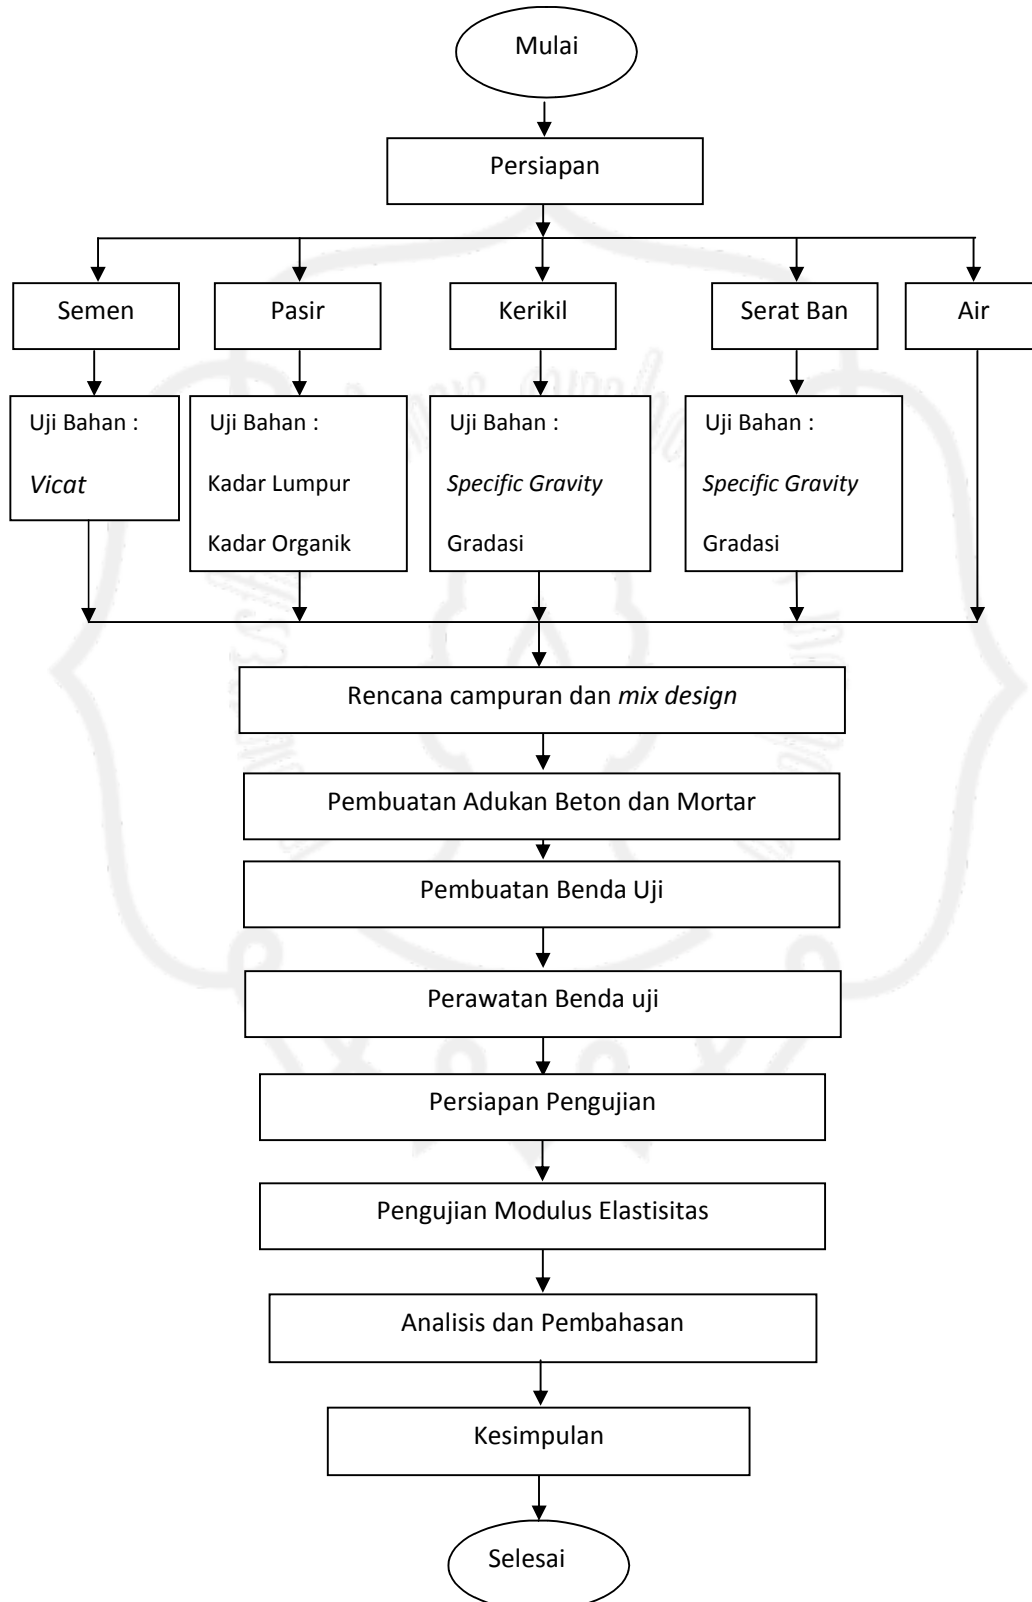 Mulai
Persiapan
Semen
Pasir
Kerikil
Serat Ban
Air
Uji Bahan :
Vicat
Uji Bahan :
Kadar Lumpur
Kadar Organik
Uji Bahan :
Specific Gravity
Gradasi
Uji Bahan :
Specific Gravity
Gradasi
Rencana campuran dan mix design
Pembuatan Adukan Beton dan Mortar
Pembuatan Benda Uji
Perawatan Benda uji
Persiapan Pengujian
Pengujian Modulus Elastisitas
Analisis dan Pembahasan
Kesimpulan
Selesai